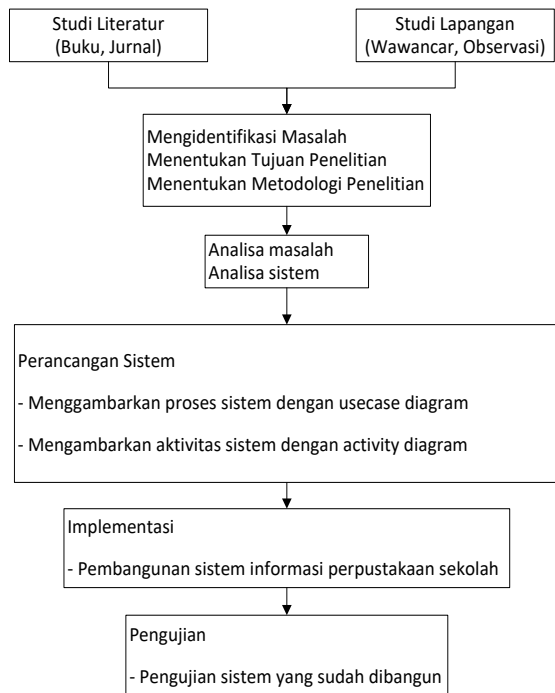 Studi Literatur
(Buku, Jurnal)
Studi Lapangan
(Wawancar, Observasi)
Mengidentifikasi Masalah
Menentukan Tujuan Penelitian
Menentukan Metodologi Penelitian
Analisa masalah
Analisa sistem
Perancangan Sistem
- Menggambarkan proses sistem dengan usecase diagram
- Mengambarkan aktivitas sistem dengan activity diagram
Implementasi
- Pembangunan sistem informasi perpustakaan sekolah
Pengujian
- Pengujian sistem yang sudah dibangun